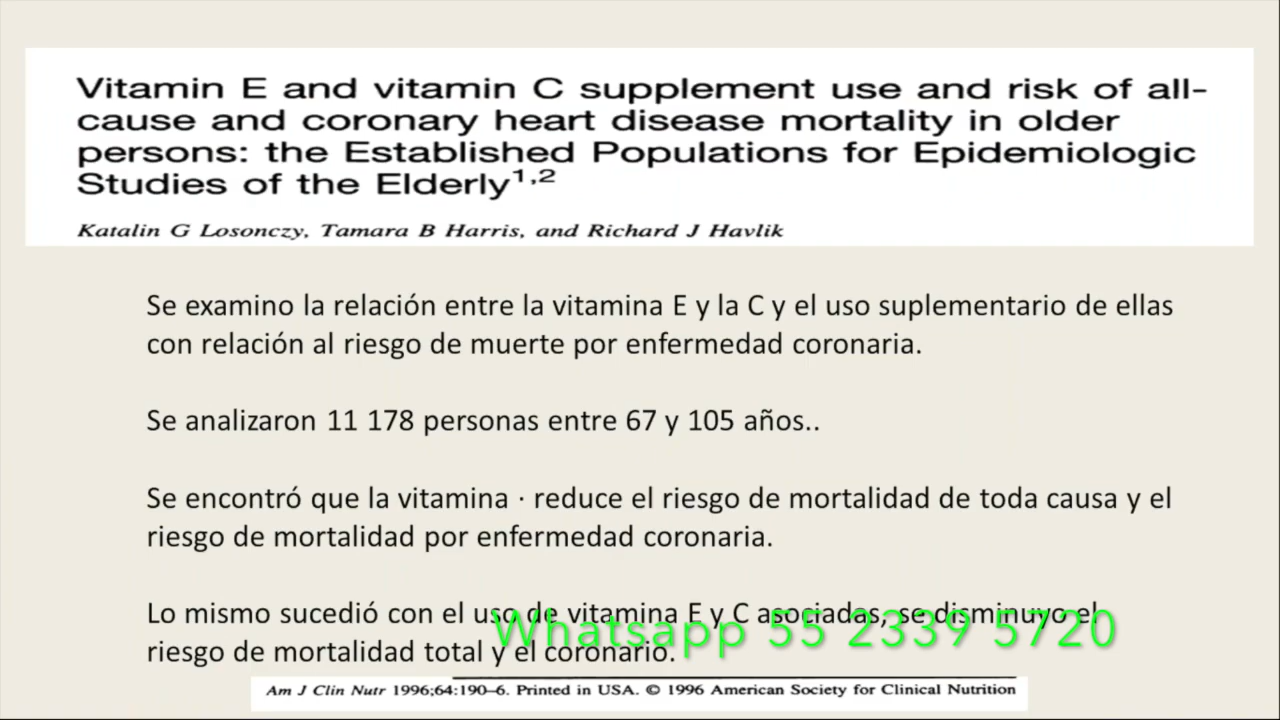 Vitamin E and vitamin C supplement use and risk of all-
cause and coronary heart disease mortality in older
persons: the Established Populations for Epidemiologic
Studies of the Elderly1,2
Katalin G Losonczy, Tamara B Harris, and Richard J Havlik
Se examino la relación entre la vitamina E y la C y el uso suplementario de ellas
con relación al riesgo de muerte por enfermedad coronaria.
Se analizaron 11 178 personas entre 67 y 105 años..
Se encontró que la vitamina · reduce el riesgo de mortalidad de toda causa y el
riesgo de mortalidad por enfermedad coronaria.
Lo mismo sucedió con el uso de vitamina E y C asociadas, se disminuyo el
riesgo de mortalidad total y el coronario.
Whatsapp 55 2339 5720
Am J Clin Nutr 1996;64:190–6. Printed in USA. © 1996 American Society for Clinical Nutrition